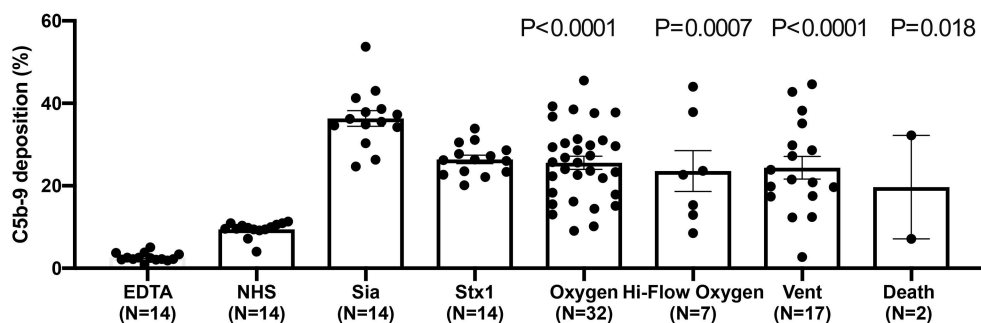 P<0.0001 P=0.0007 P<0.0001 P=0.018
C5b-9 deposition (%)
60
40
20
0
EDTA NHS Sia Stx1 Oxygen Hi-Flow Oxygen Vent Death
(N=14) (N=14) (N=14) (N=14) (N=32) (N=7) (N=17) (N=2)